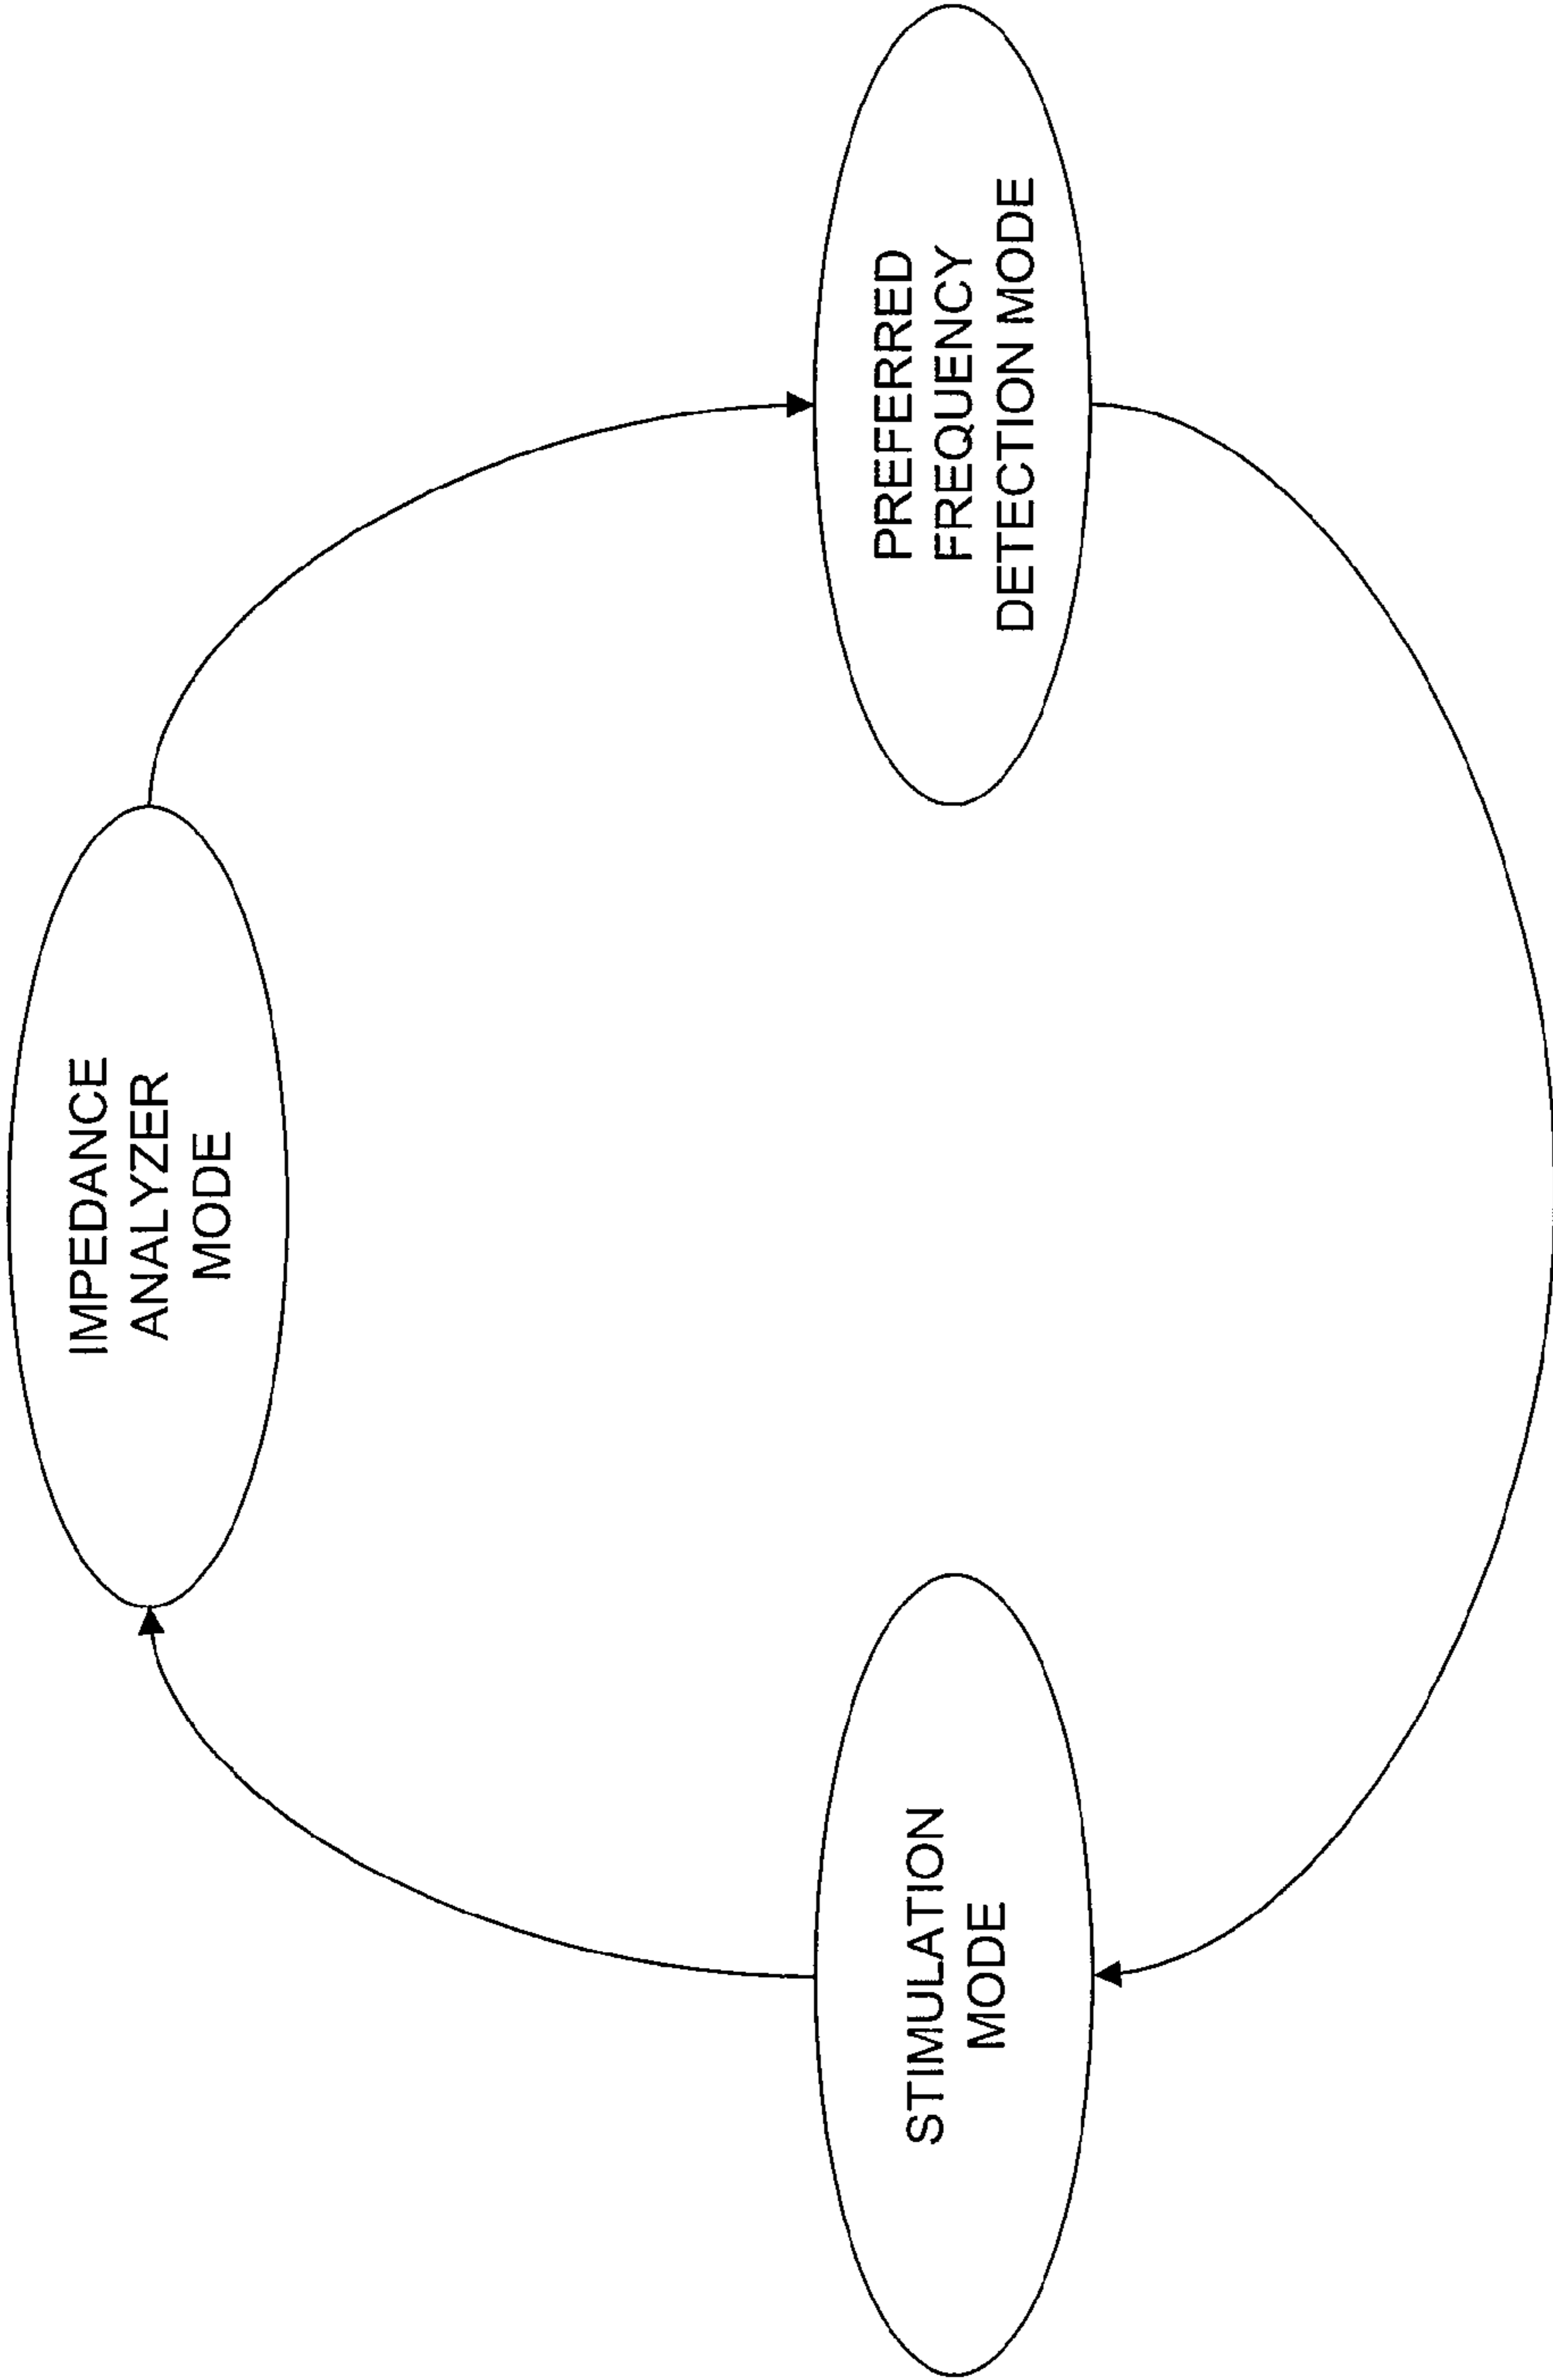 IMPEDANCE
ANALYZER
MODE
PREFERRED
FREQUENCY
DETECTION MODE
STIMULATION
MODE